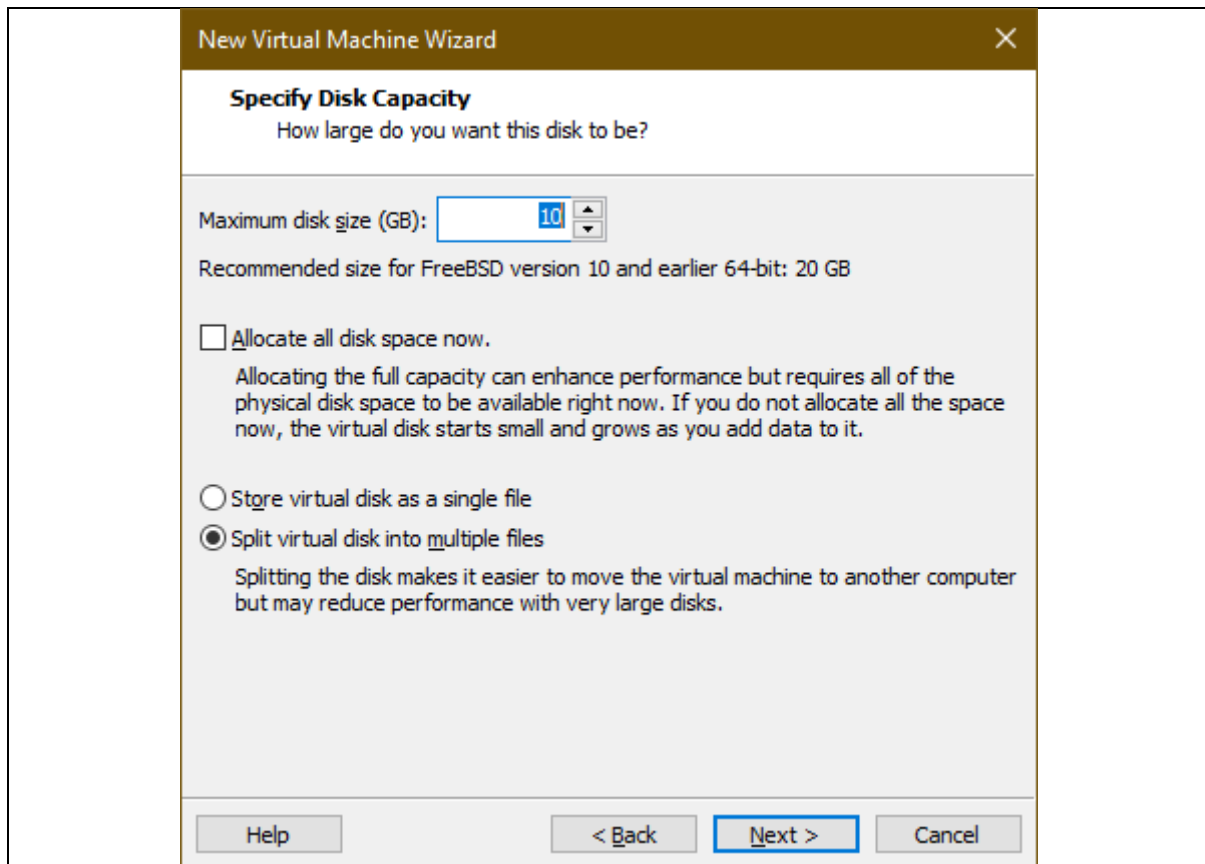 New Virtual Machine Wizard
Specify Disk Capacity
How large do you want this disk to be?
Maximum disk size (GB): 10
Recommended size for FreeBSD version 10 and earlier 64-bit: 20 GB
Allocate all disk space now.
Allocating the full capacity can enhance performance but requires all of the
physical disk space to be available right now. If you do not allocate all the space
now, the virtual disk starts small and grows as you add data to it.
Store virtual disk as a single file
Split virtual disk into multiple files
Splitting the disk makes it easier to move the virtual machine to another computer
but may reduce performance with very large disks.
Help < Back Next > Cancel